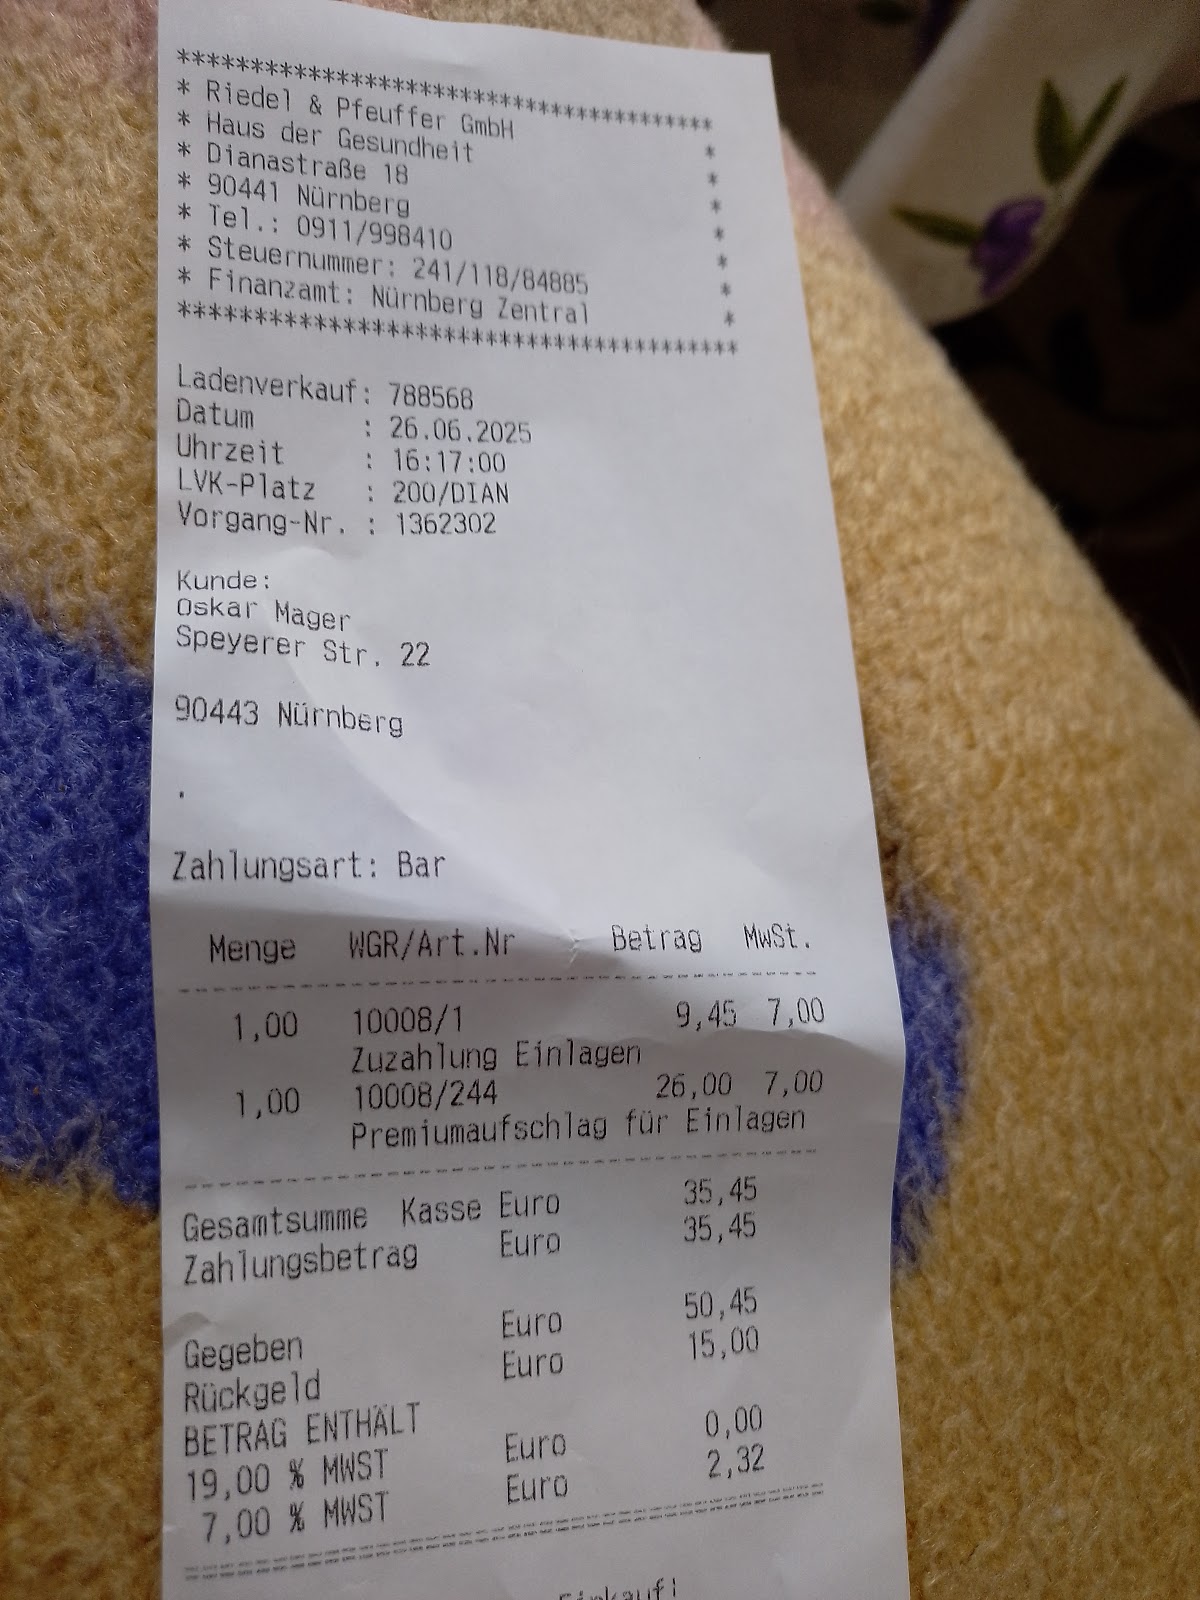 ****************************************
* Riedel & Pfeuffer GmbH *
* Haus der Gesundheit *
* Dianastraße 18 *
* 90441 Nürnberg *
* Tel.: 0911/998410 *
* Steuernummer: 241/118/84885 *
* Finanzamt: Nürnberg Zentral *
****************************************
Ladenverkauf: 788568
Datum : 26.06.2025
Uhrzeit : 16:17:00
LVK-Platz : 200/DIAN
Vorgang-Nr. : 1362302
Kunde:
Oskar Mager
Speyerer Str. 22
90443 Nürnberg
.
Zahlungsart: Bar
Menge WGR/Art.Nr Betrag MwSt.
1,00 10008/1 9,45 7,00
Zuzahlung Einlagen
1,00 10008/244 26,00 7,00
Premiumaufschlag für Einlagen
Gesamtsumme Kasse Euro 35,45
Zahlungsbetrag Euro 35,45
Gegeben Euro 50,45
Rückgeld Euro 15,00
BETRAG ENTHÄLT
19,00 % MWST Euro 0,00
7,00 % MWST Euro 2,32
Einkauf!